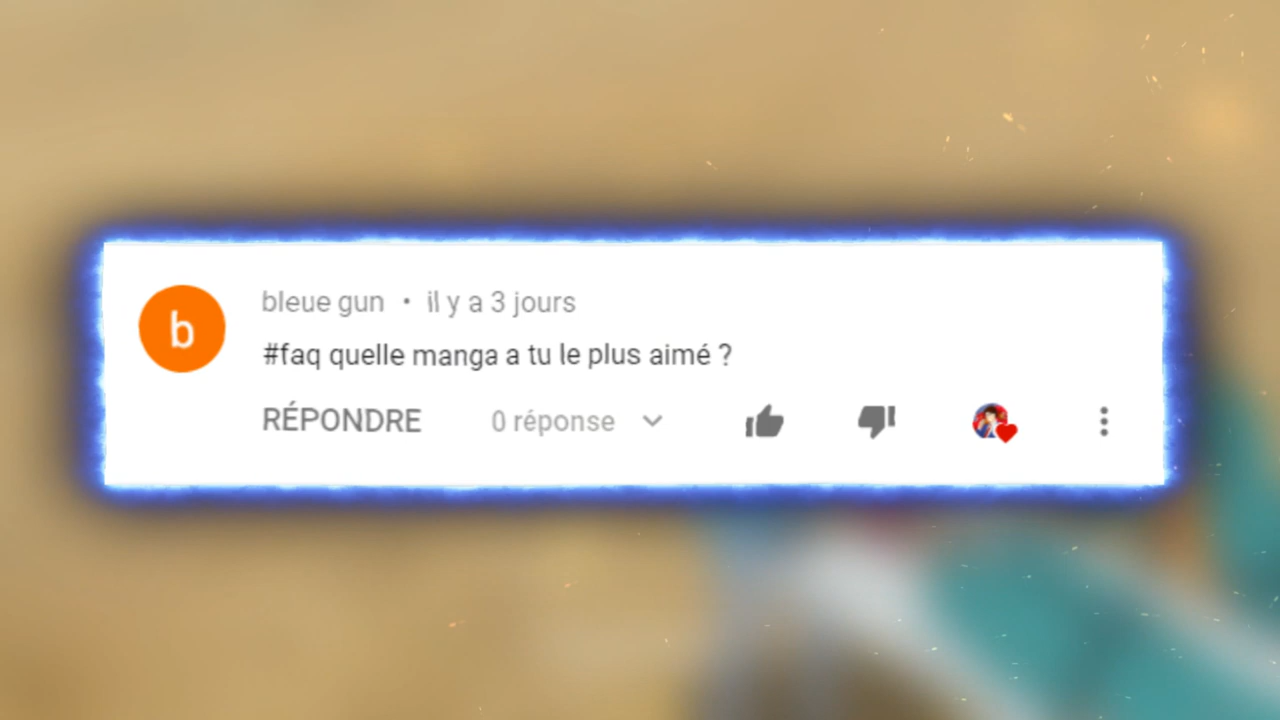 b
bleue gun • il y a 3 jours
#faq quelle manga a tu le plus aimé ?
RÉPONDRE 0 réponse